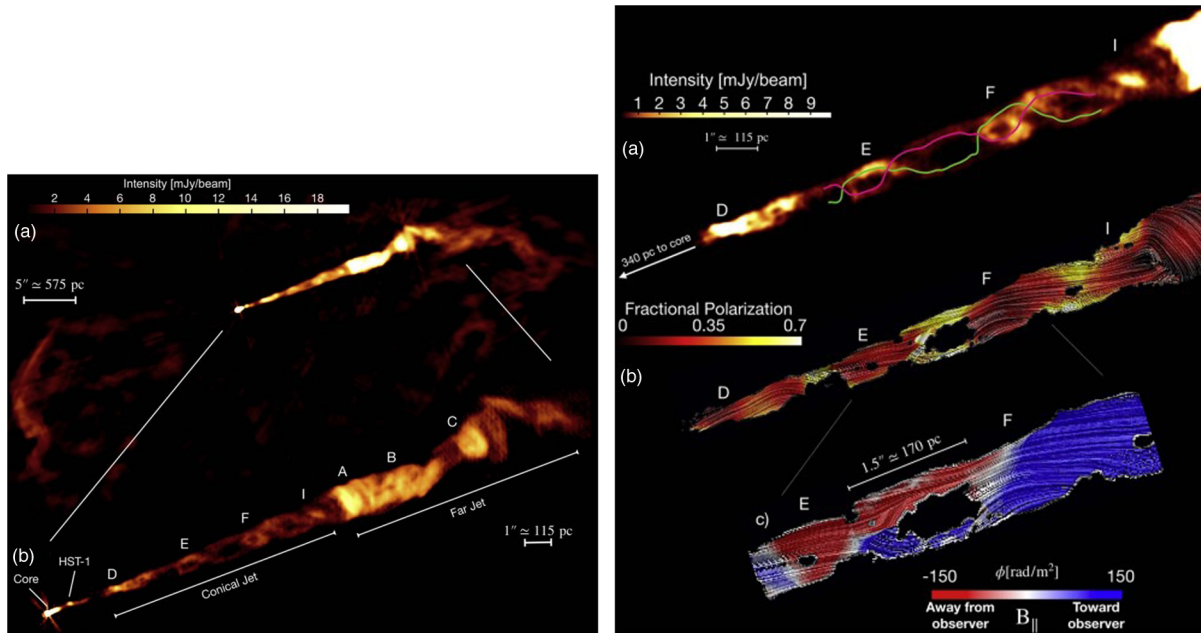 Intensity [mJy/beam]
2 4 6 8 10 12 14 16 18
(a)
5″ ≃ 575 pc
C
B
A
I
F
E
D
Far Jet
1″ ≃ 115 pc
Conical Jet
(b)
HST-1
Core
I
Intensity [mJy/beam]
1 2 3 4 5 6 7 8 9
F
(a)
1″ ≃ 115 pc
E
D
340 pc to core
I
F
Fractional Polarization
0 0.35 0.7
E
(b)
D
F
1.5″ ≃ 170 pc
E
c)
-150 ϕ[rad/m²] 150
Away from observer
B||
Toward observer